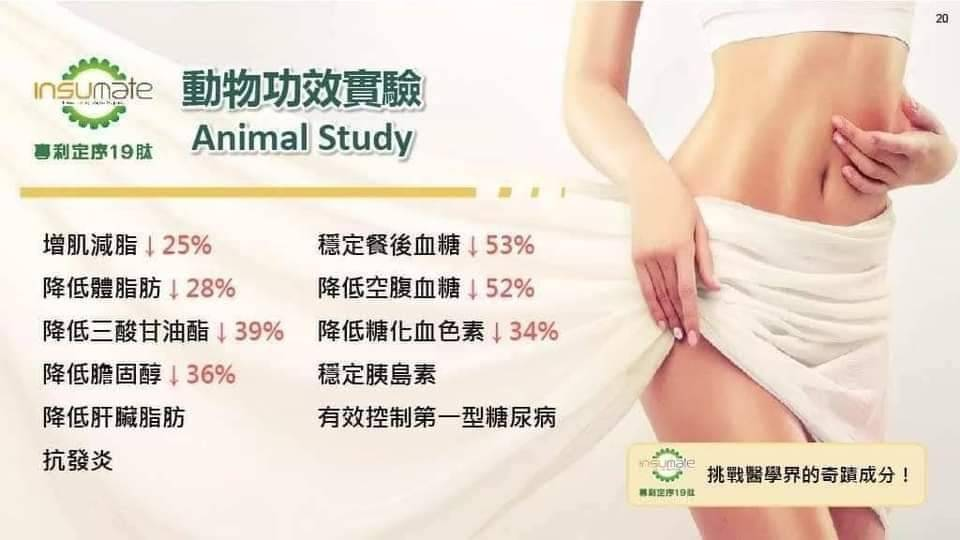 20
insumate
專利定序19肽
動物功效實驗
Animal Study
增肌減脂↓25%
降低體脂肪↓28%
降低三酸甘油酯↓39%
降低膽固醇↓36%
降低肝臟脂肪
抗發炎
穩定餐後血糖↓53%
降低空腹血糖↓52%
降低糖化血色素↓34%
穩定胰島素
有效控制第一型糖尿病
insumate
專利定序19肽
挑戰醫學界的奇蹟成分！